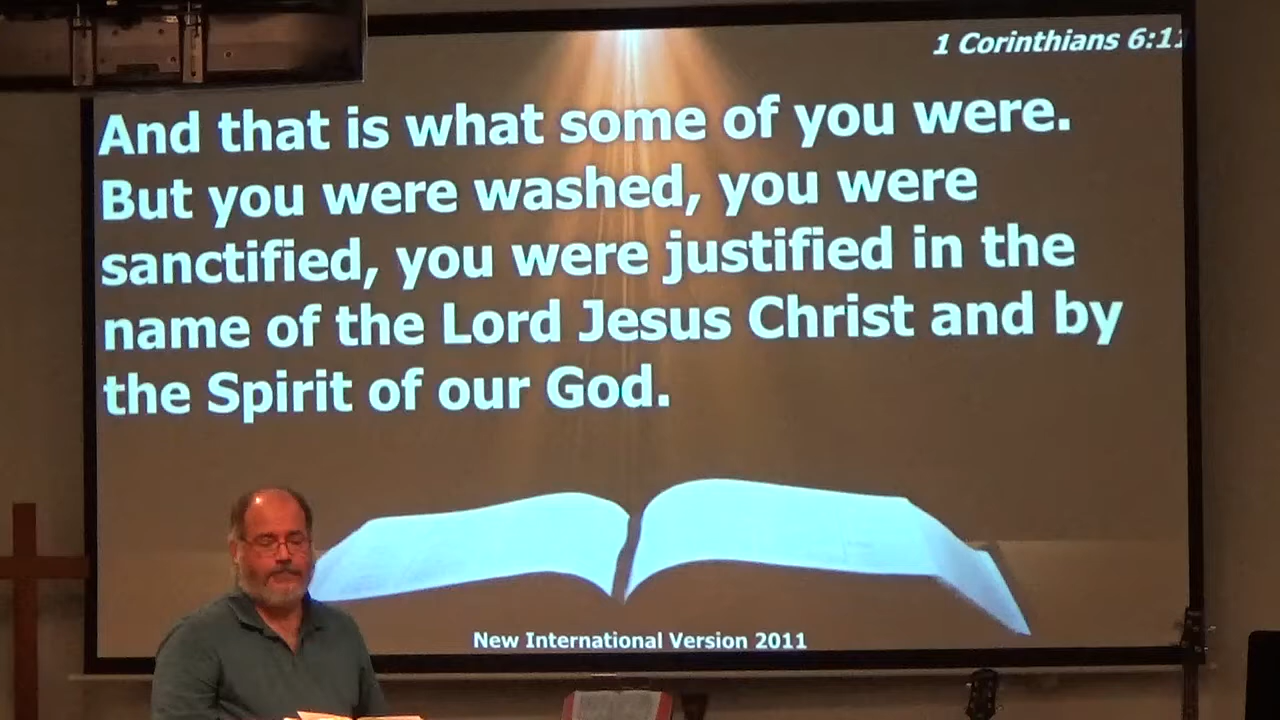 1 Corinthians 6:11
And that is what some of you were.
But you were washed, you were
sanctified, you were justified in the
name of the Lord Jesus Christ and by
the Spirit of our God.
New International Version 2011